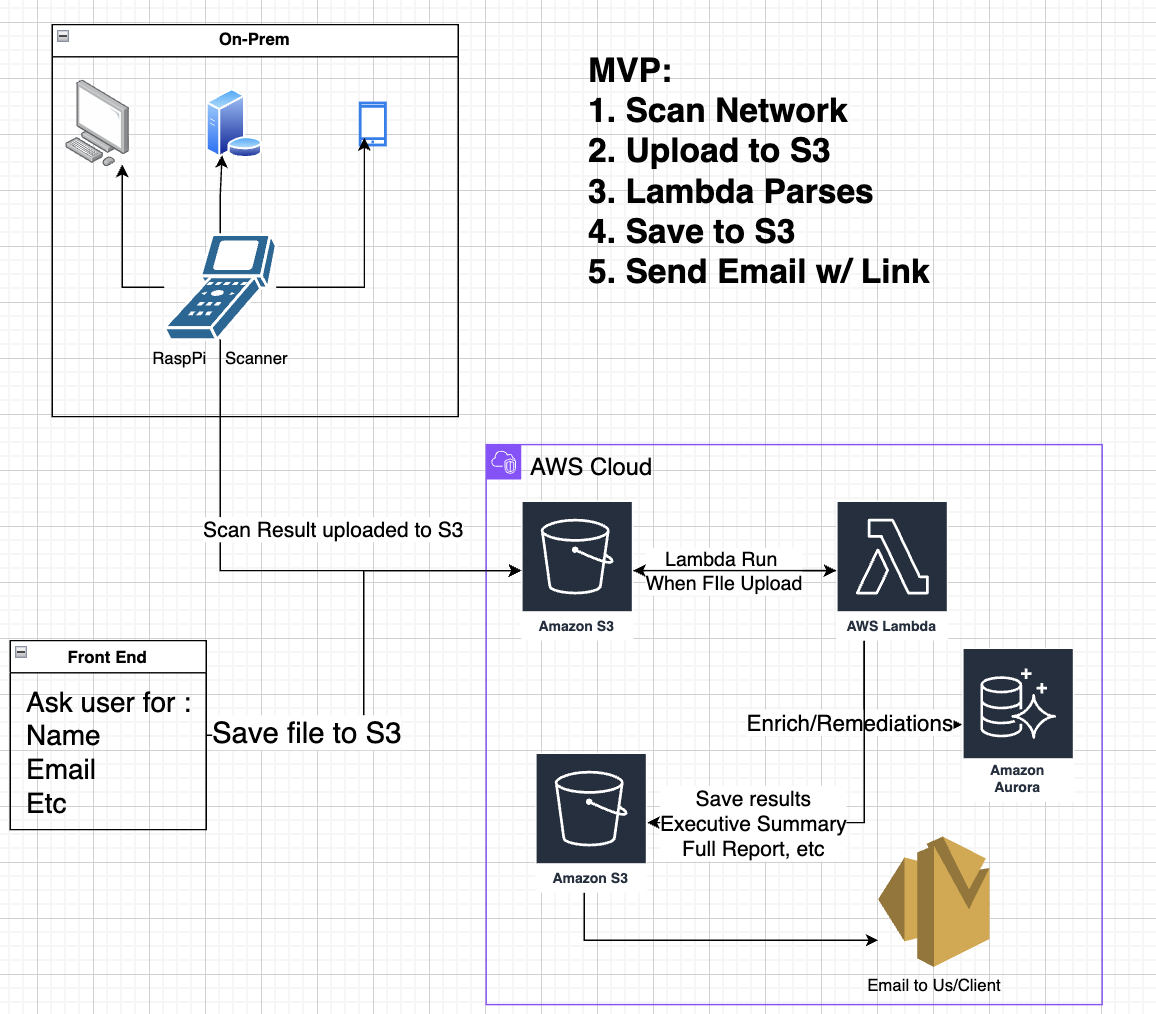 On-Prem
MVP:
1. Scan Network
2. Upload to S3
3. Lambda Parses
4. Save to S3
5. Send Email w/ Link
RaspPi Scanner
AWS Cloud
Scan Result uploaded to S3
Lambda Run
When FIle Upload
Amazon S3
AWS Lambda
Front End
Ask user for :
Name
Email
Etc
Save file to S3
Enrich/Remediations
Amazon
Aurora
Save results
Executive Summary
Full Report, etc
Amazon S3
Email to Us/Client